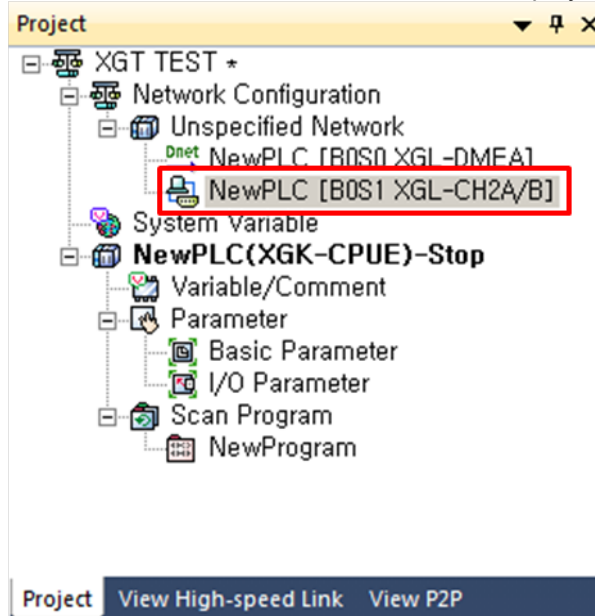 Project
XGT TEST *
Network Configuration
Unspecified Network
Dnet NewPLC [B0S0 XGL-DMEA]
NewPLC [B0S1 XGL-CH2A/B]
System Variable
NewPLC(XGK-CPUE)-Stop
Variable/Comment
Parameter
Basic Parameter
I/O Parameter
Scan Program
NewProgram
Project View High-speed Link View P2P